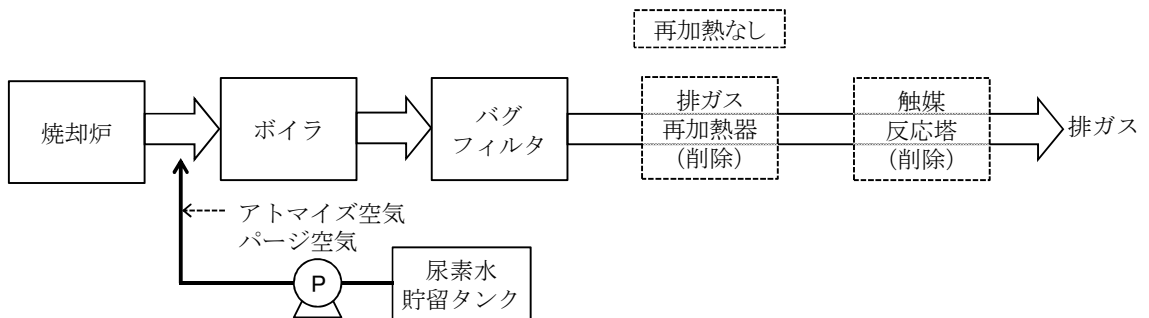 再加熱なし
焼却炉
ボイラ
バグ
フィルタ
排ガス
再加熱器
(削除)
触媒
反応塔
(削除)
排ガス
アトマイズ空気
パージ空気
P
尿素水
貯留タンク